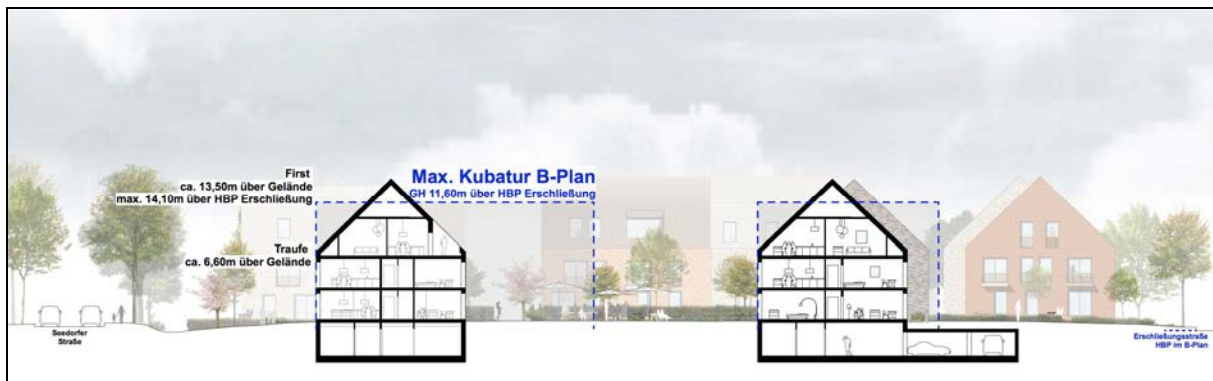 First
ca. 13,50m über Gelände
max. 14,10m über HBP Erschließung
Max. Kubatur B-Plan
GH 11,60m über HBP Erschließung
Traufe
ca. 6,60m über Gelände
Seedorfer
Straße
Erschließungsstraße
HBP im B-Plan